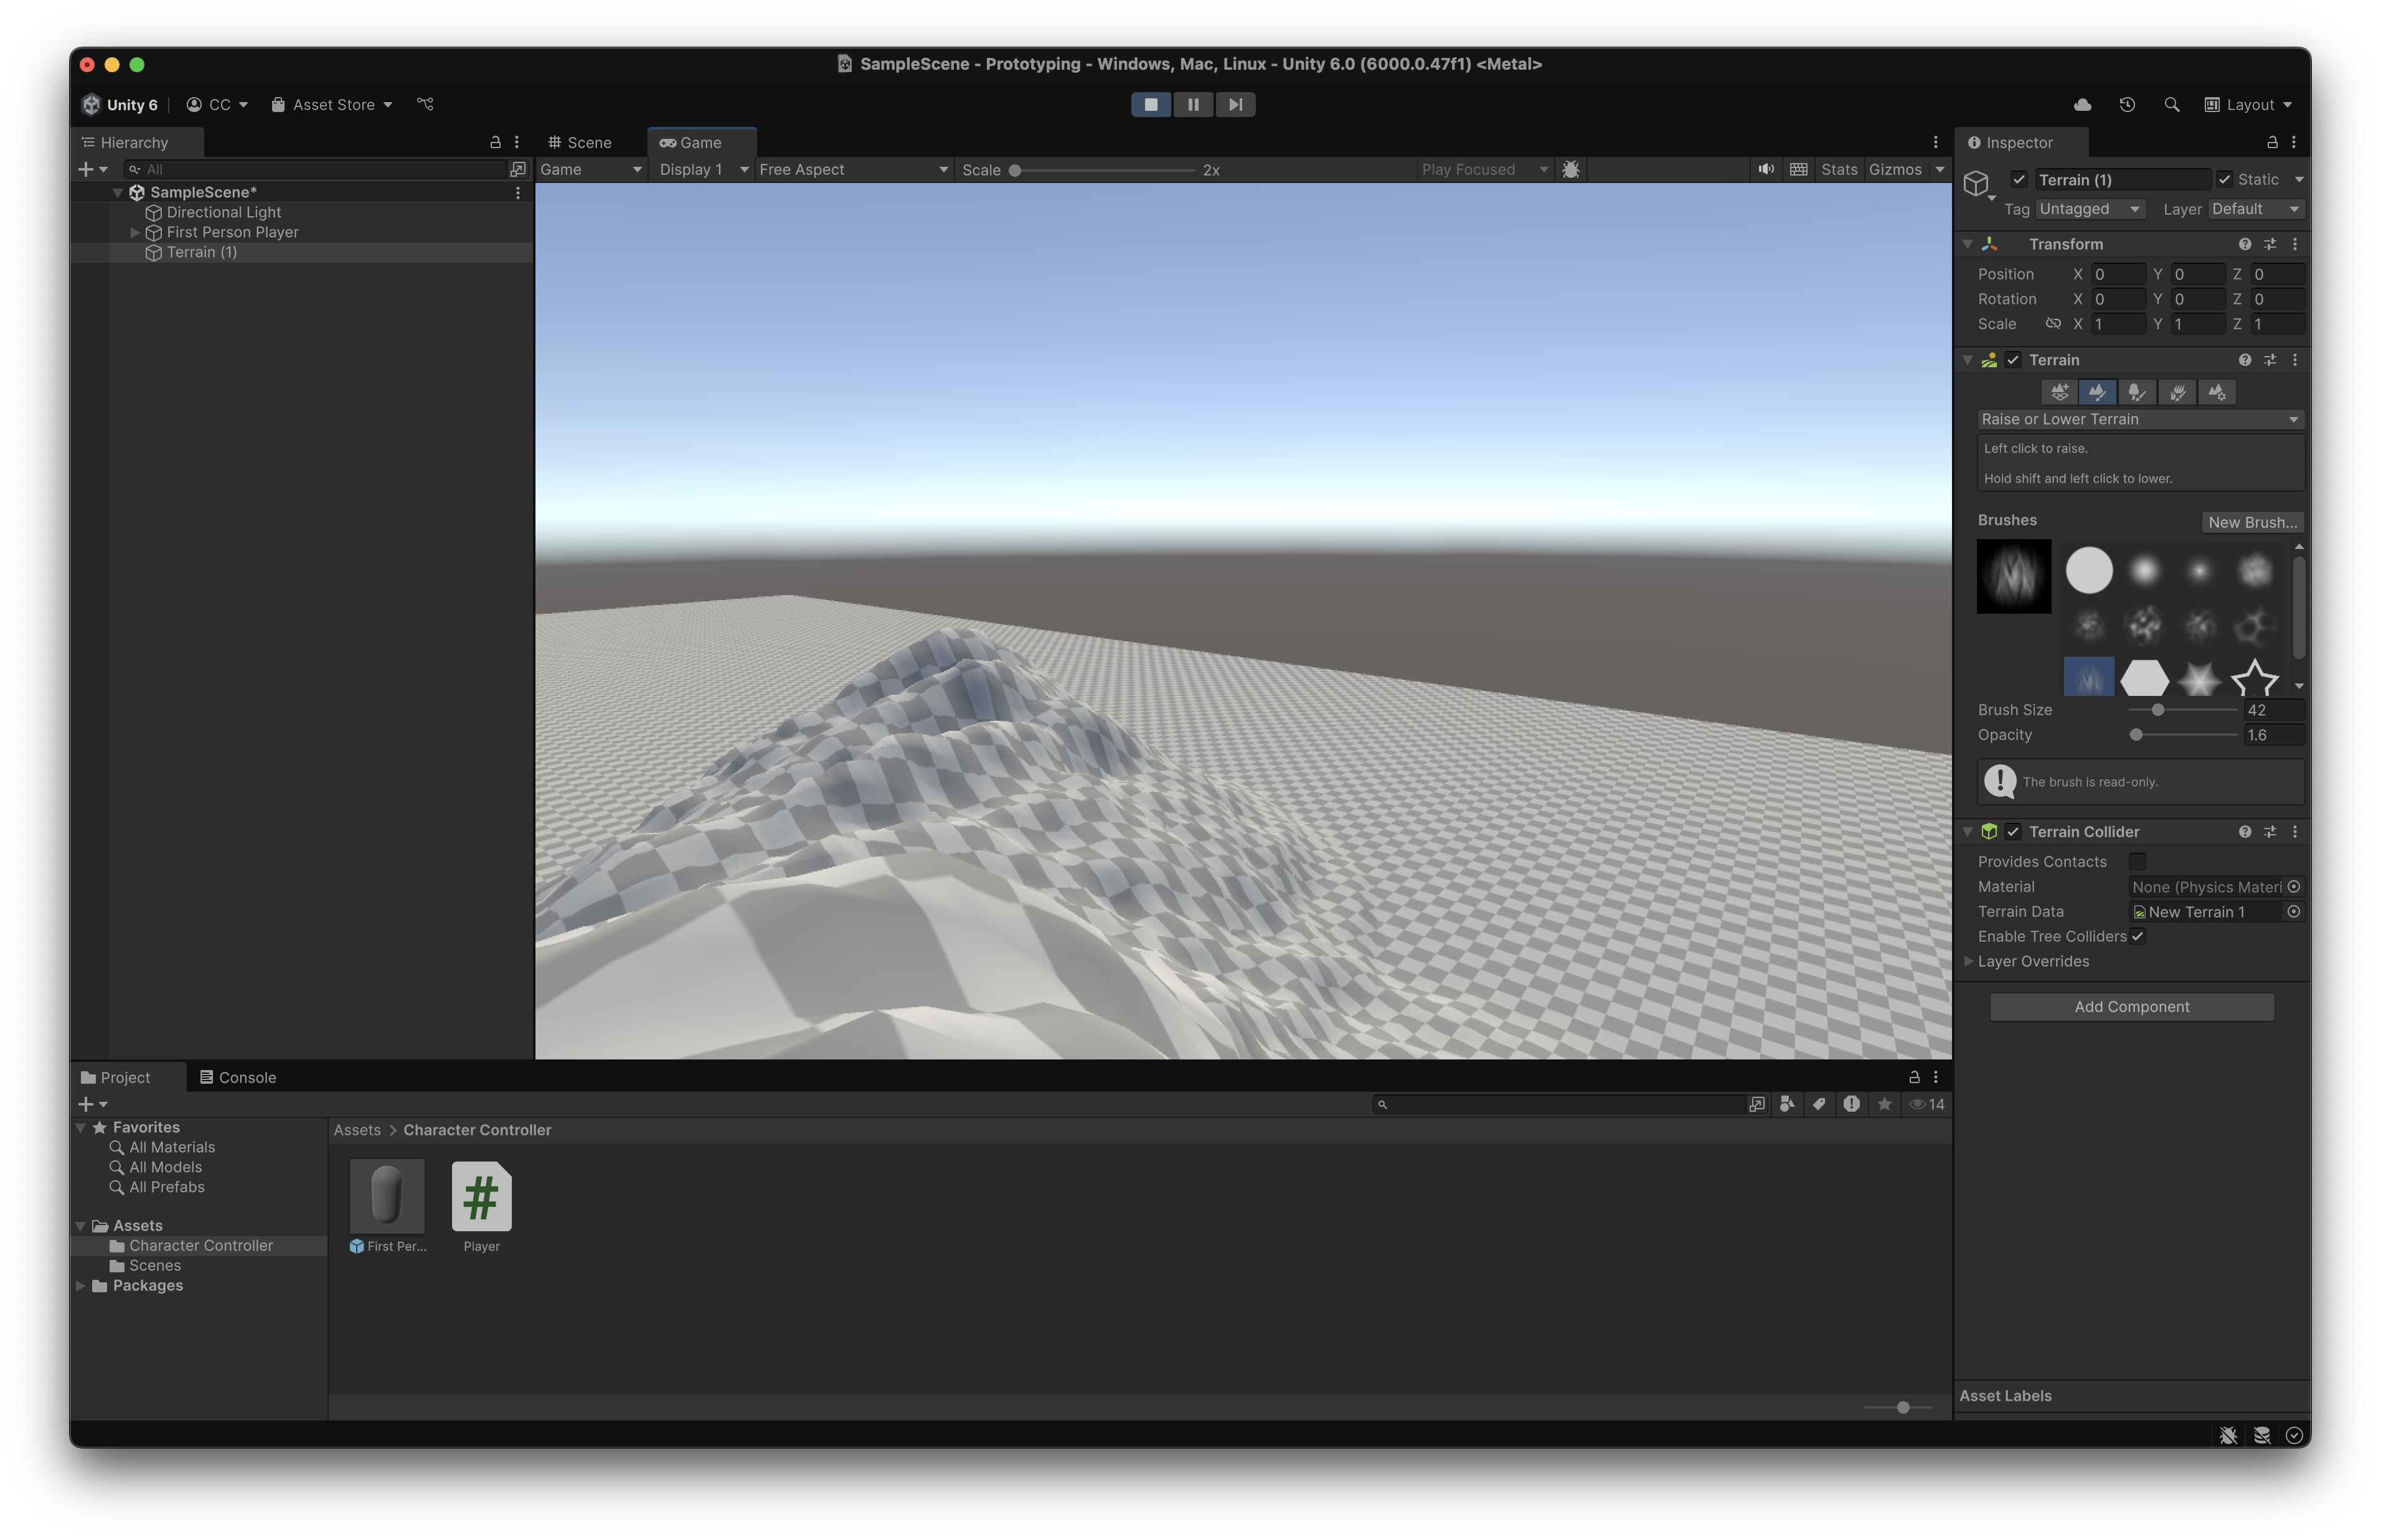 SampleScene - Prototyping - Windows, Mac, Linux - Unity 6.0 (6000.0.47f1) <Metal>
Unity 6
CC
Asset Store
Layout
Hierarchy
All
SampleScene*
Directional Light
First Person Player
Terrain (1)
Scene
Game
Game
Display 1
Free Aspect
Scale
2x
Play Focused
Stats
Gizmos
Inspector
Terrain (1)
Static
Tag Untagged
Layer Default
Transform
Position X 0 Y 0 Z 0
Rotation X 0 Y 0 Z 0
Scale X 1 Y 1 Z 1
Terrain
Raise or Lower Terrain
Left click to raise.
Hold shift and left click to lower.
Brushes
New Brush...
Brush Size 42
Opacity 1.6
The brush is read-only.
Terrain Collider
Provides Contacts
Material None (Physics Materi
Terrain Data New Terrain 1
Enable Tree Colliders
Layer Overrides
Add Component
Asset Labels
Project
Console
14
Favorites
All Materials
All Models
All Prefabs
Assets
Character Controller
Scenes
Packages
Assets > Character Controller
#
First Per...
Player